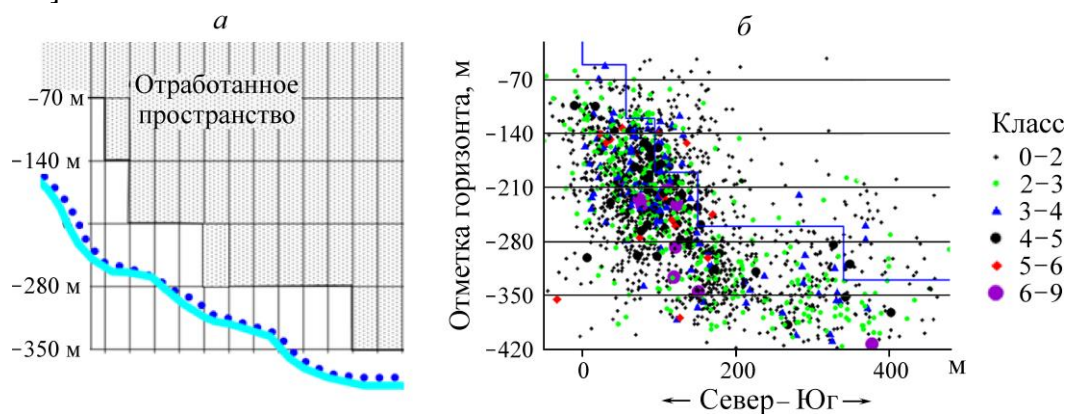 а
Отработанное
пространство
−70 м
−140 м
−280 м
−350 м
б
Отметка горизонта, м
−70
−140
−210
−280
−350
−420
0
200
400
м
← Север– Юг →
Класс
0−2
2−3
3−4
4−5
5−6
6−9